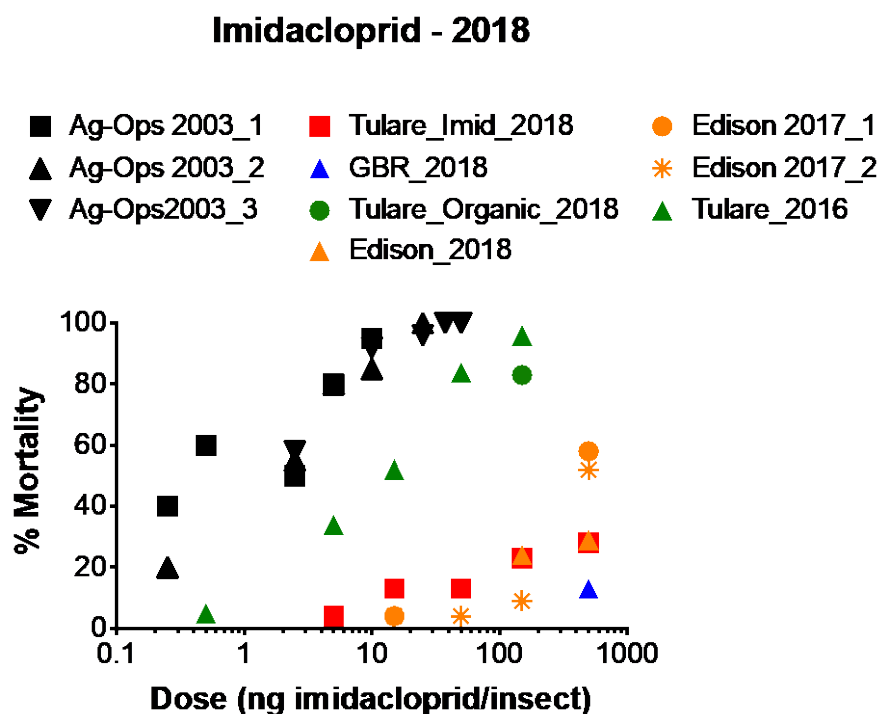 Imidacloprid - 2018
Ag-Ops 2003_1 Tulare_Imid_2018 Edison 2017_1
Ag-Ops 2003_2 GBR_2018 Edison 2017_2
Ag-Ops2003_3 Tulare_Organic_2018 Tulare_2016
Edison_2018
100
80
60
40
20
0
% Mortality
0.1 1 10 100 1000
Dose (ng imidacloprid/insect)